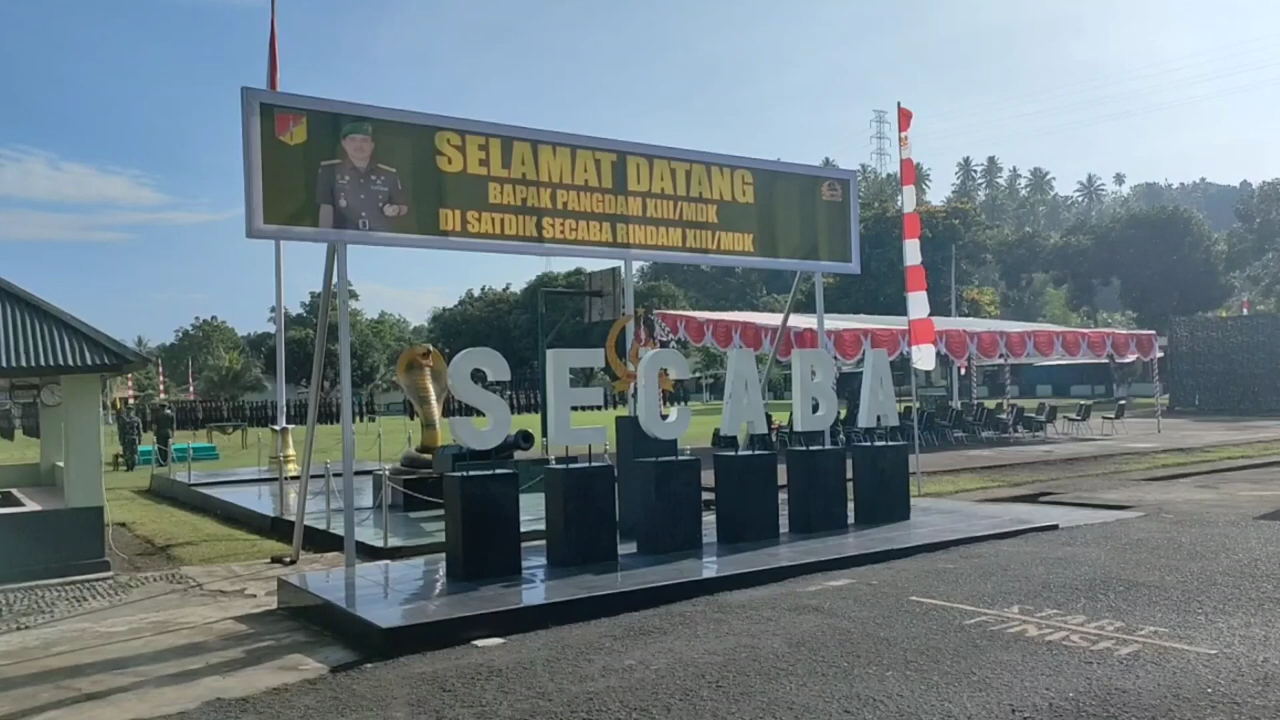 SELAMAT DATANG
BAPAK PANGDAM XIII/MDK
DI SATDIK SECABA RINDAM XIII/MDK
SECABA
START
FINISH